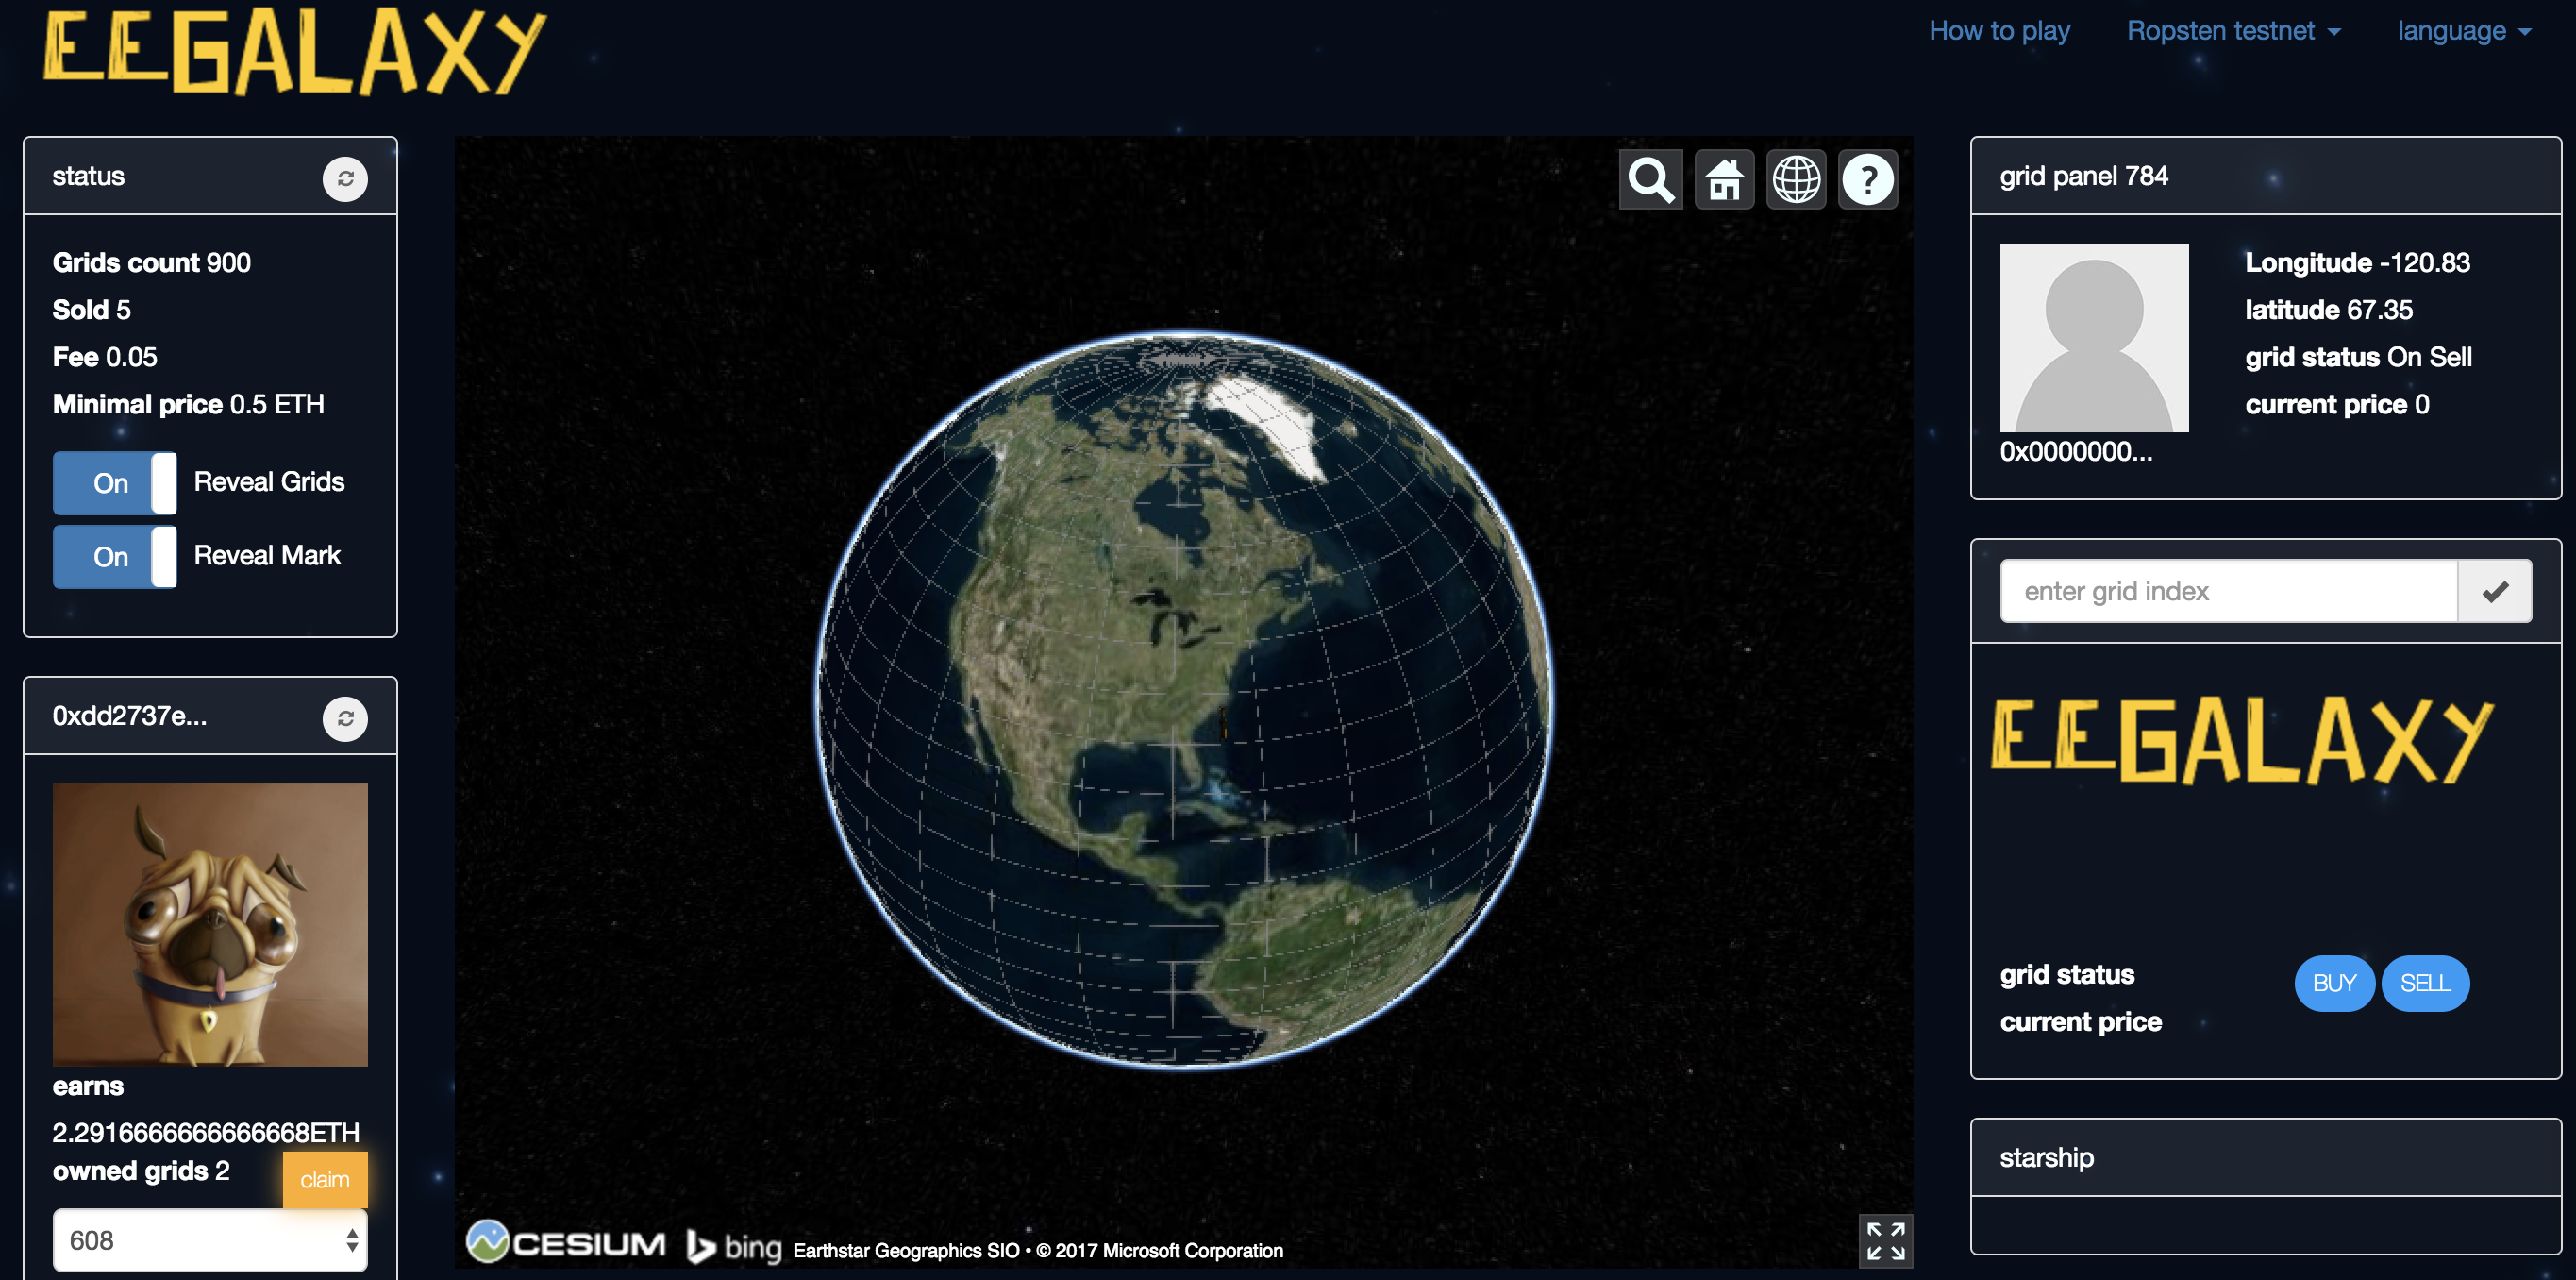 EEGALAXY
How to play
Ropsten testnet
language
status
Grids count 900
Sold 5
Fee 0.05
Minimal price 0.5 ETH
On Reveal Grids
On Reveal Mark
0xdd2737e...
earns
2.2916666666666668ETH
owned grids 2
claim
608
?
CESIUM
bing
Earthstar Geographics SIO • © 2017 Microsoft Corporation
grid panel 784
Longitude -120.83
latitude 67.35
grid status On Sell
current price 0
0x0000000...
enter grid index
EEGALAXY
grid status
BUY SELL
current price
starship